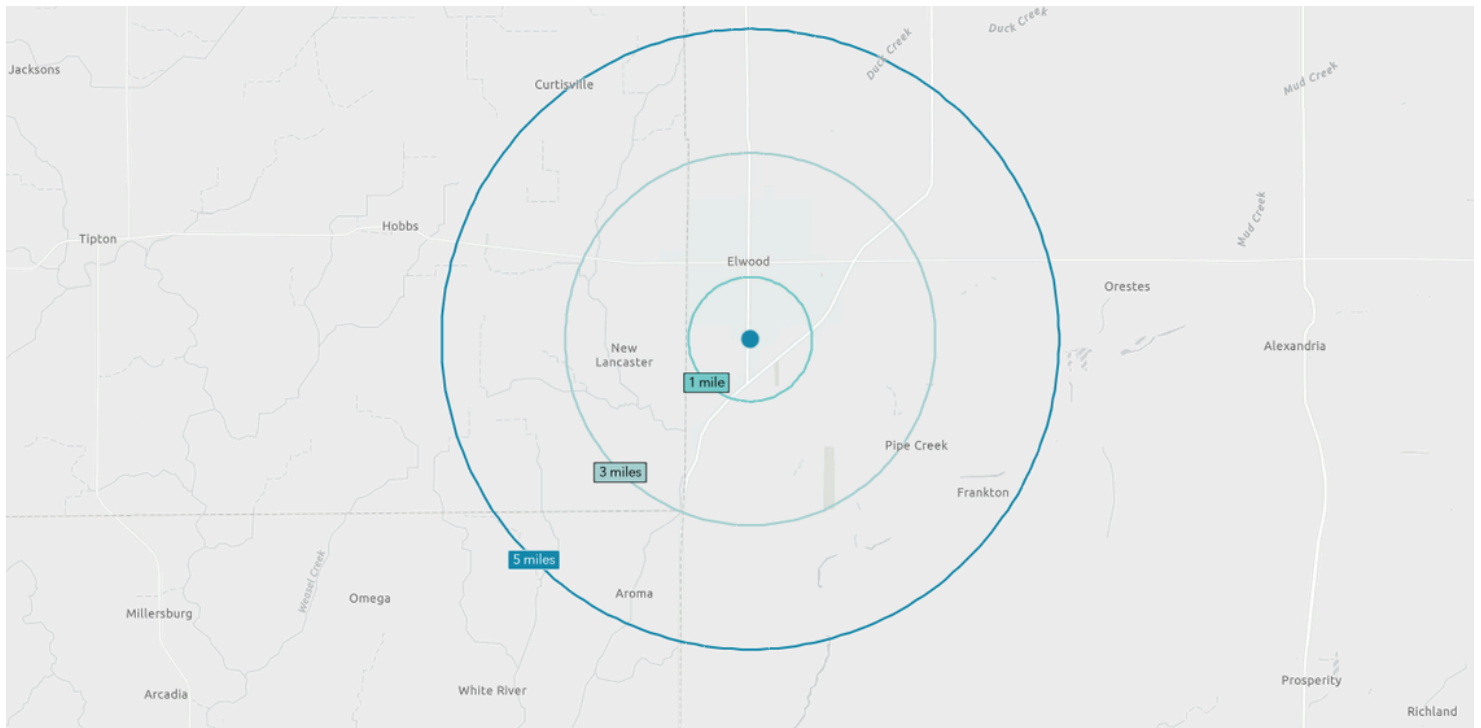 Duck Creek
Duck Creek
Jacksons
Curtisville
Mud Creek
Mud Creek
Hobbs
Tipton
Elwood
Orestes
New
Lancaster
Alexandria
1 mile
Pipe Creek
3 miles
Frankton
5 miles
Weasel Creek
Aroma
Omega
Millersburg
Prosperity
White River
Arcadia
Richland